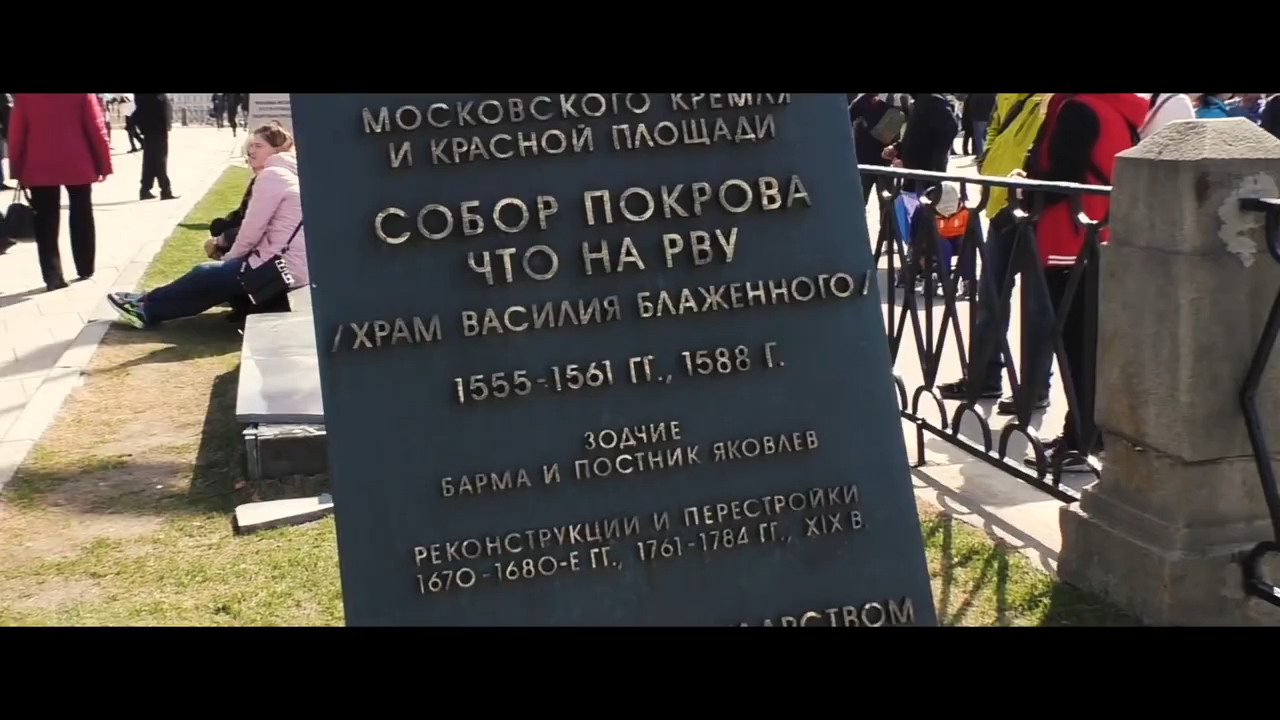 МОСКОВСКОГО КРЕМЛЯ
И КРАСНОЙ ПЛОЩАДИ
СОБОР ПОКРОВА
ЧТО НА РВУ
/ХРАМ ВАСИЛИЯ БЛАЖЕННОГО/
1555-1561 ГГ., 1588 Г.
ЗОДЧИЕ
БАРМА И ПОСТНИК ЯКОВЛЕВ
РЕКОНСТРУКЦИИ И ПЕРЕСТРОЙКИ
1670-1680-Е ГГ., 1761-1784 ГГ., XIX В.